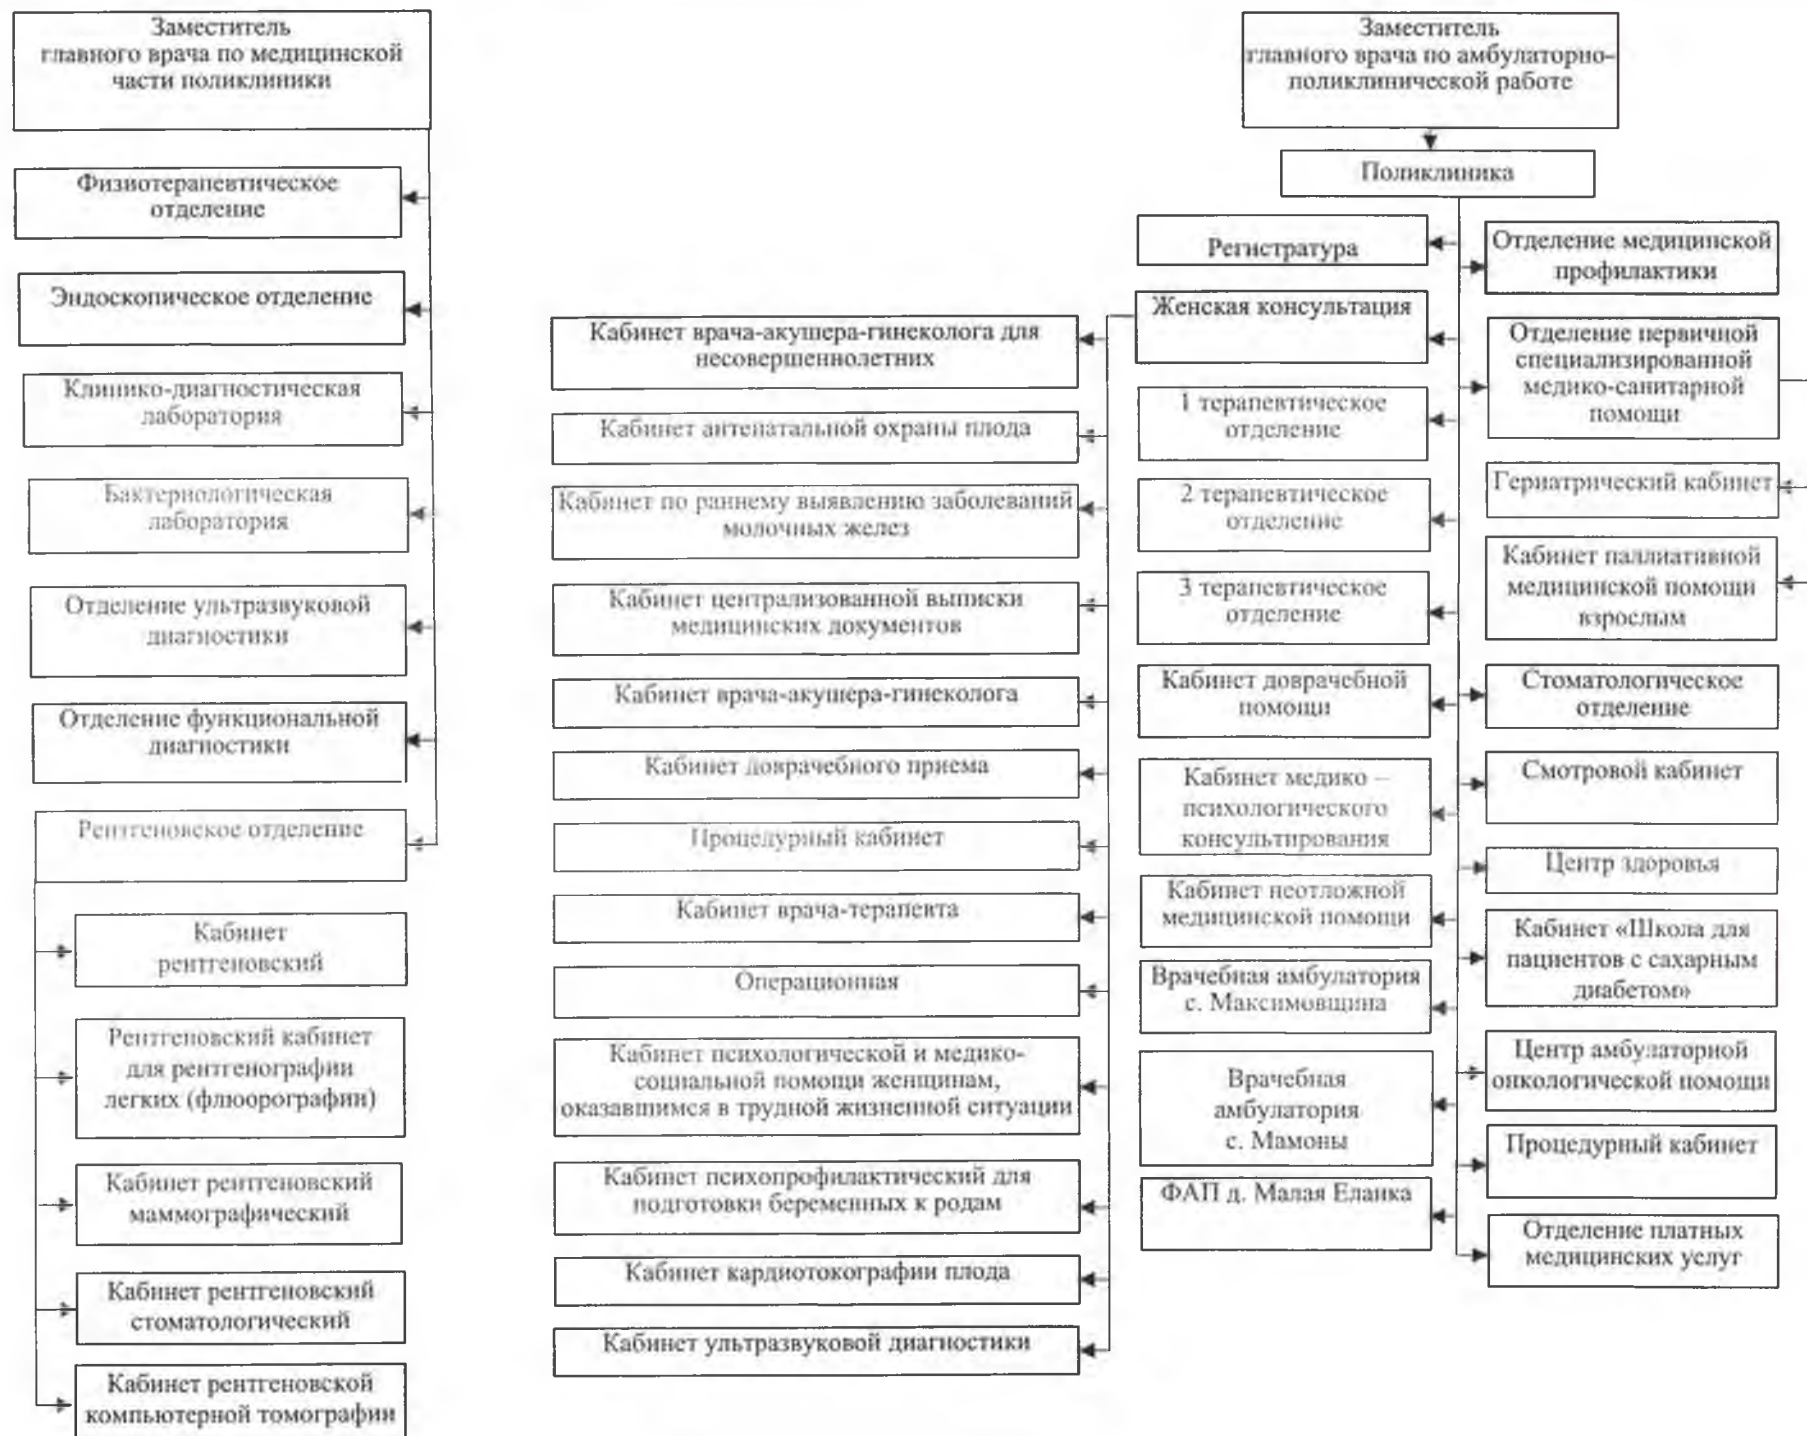 Заместитель
главного врача по медицинской
части поликлиники
Физиотерапевтическое
отделение
Эндоскопическое отделение
Клинико-диагностическая
лаборатория
Бактериологическая
лаборатория
Отделение ультразвуковой
диагностики
Отделение функциональной
диагностики
Рентгеновское отделение
Кабинет
рентгеновский
Рентгеновский кабинет
для рентгенографии
легких (флюорографии)
Кабинет рентгеновский
маммографический
Кабинет рентгеновский
стоматологический
Кабинет рентгеновской
компьютерной томографии
Кабинет врача-акушера-гинеколога для
несовершеннолетних
Кабинет антенатальной охраны плода
Кабинет по раннему выявлению заболеваний
молочных желез
Кабинет централизованной выписки
медицинских документов
Кабинет врача-акушера-гинеколога
Кабинет доврачебного приема
Процедурный кабинет
Кабинет врача-терапевта
Операционная
Кабинет психологической и медико-
социальной помощи женщинам,
оказавшимся в трудной жизненной ситуации
Кабинет психопрофилактический для
подготовки беременных к родам
Кабинет кардиотокографии плода
Кабинет ультразвуковой диагностики
Заместитель
главного врача по амбулаторно-
поликлинической работе
Поликлиника
Регистратура
Женская консультация
1 терапевтическое
отделение
2 терапевтическое
отделение
3 терапевтическое
отделение
Кабинет доврачебной
помощи
Кабинет медико –
психологического
консультирования
Кабинет неотложной
медицинской помощи
Врачебная амбулатория
с. Максимовщина
Врачебная
амбулатория
с. Мамоны
ФАП д. Малая Еланка
Отделение медицинской
профилактики
Отделение первичной
специализированной
медико-санитарной
помощи
Гериатрический кабинет
Кабинет паллиативной
медицинской помощи
взрослым
Стоматологическое
отделение
Смотровой кабинет
Центр здоровья
Кабинет «Школа для
пациентов с сахарным
диабетом»
Центр амбулаторной
онкологической помощи
Процедурный кабинет
Отделение платных
медицинских услуг